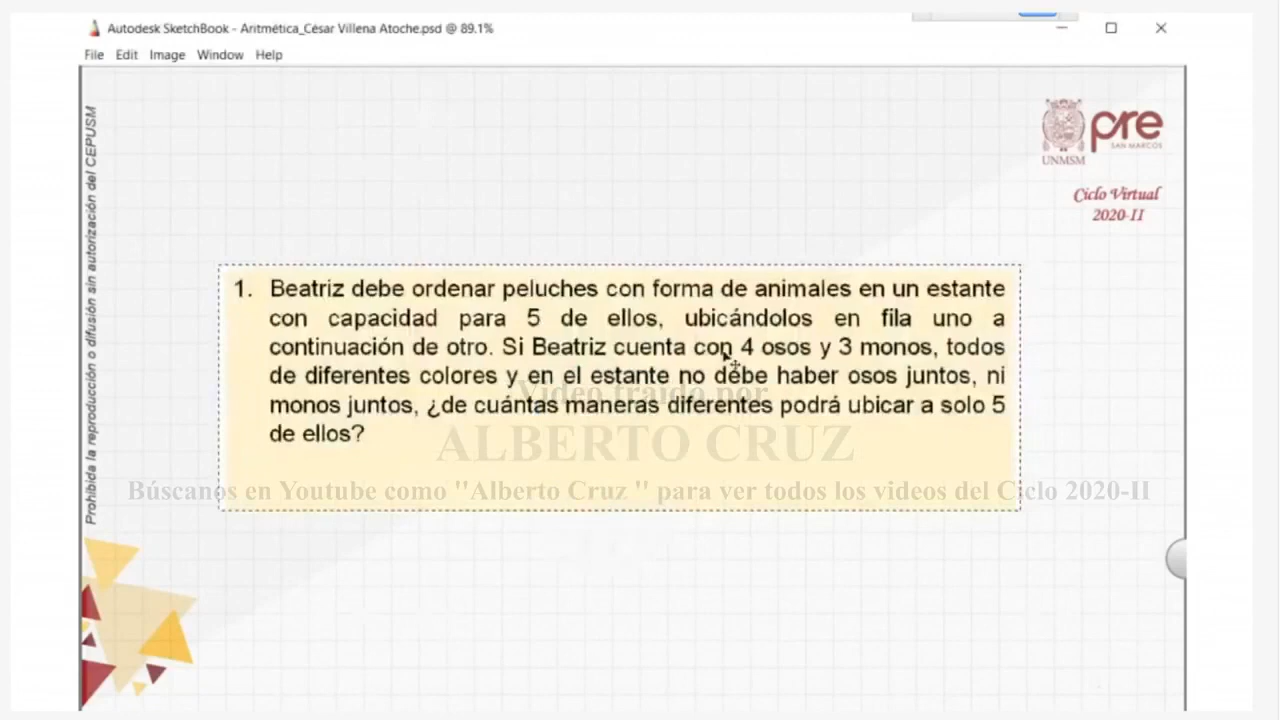 Autodesk SketchBook - Aritmética_César Villena Atoche.psd @ 89.1%
File Edit Image Window Help
Prohibida la reproducción o difusión sin autorización del CEPUSM
pre
SAN MARCOS
UNMSM
Ciclo Virtual
2020-II
1. Beatriz debe ordenar peluches con forma de animales en un estante
con capacidad para 5 de ellos, ubicándolos en fila uno a
continuación de otro. Si Beatriz cuenta con 4 osos y 3 monos, todos
de diferentes colores y en el estante no debe haber osos juntos, ni
monos juntos, ¿de cuántas maneras diferentes podrá ubicar a solo 5
de ellos?
Video traido por
ALBERTO CRUZ
Búscanos en Youtube como "Alberto Cruz " para ver todos los videos del Ciclo 2020-II